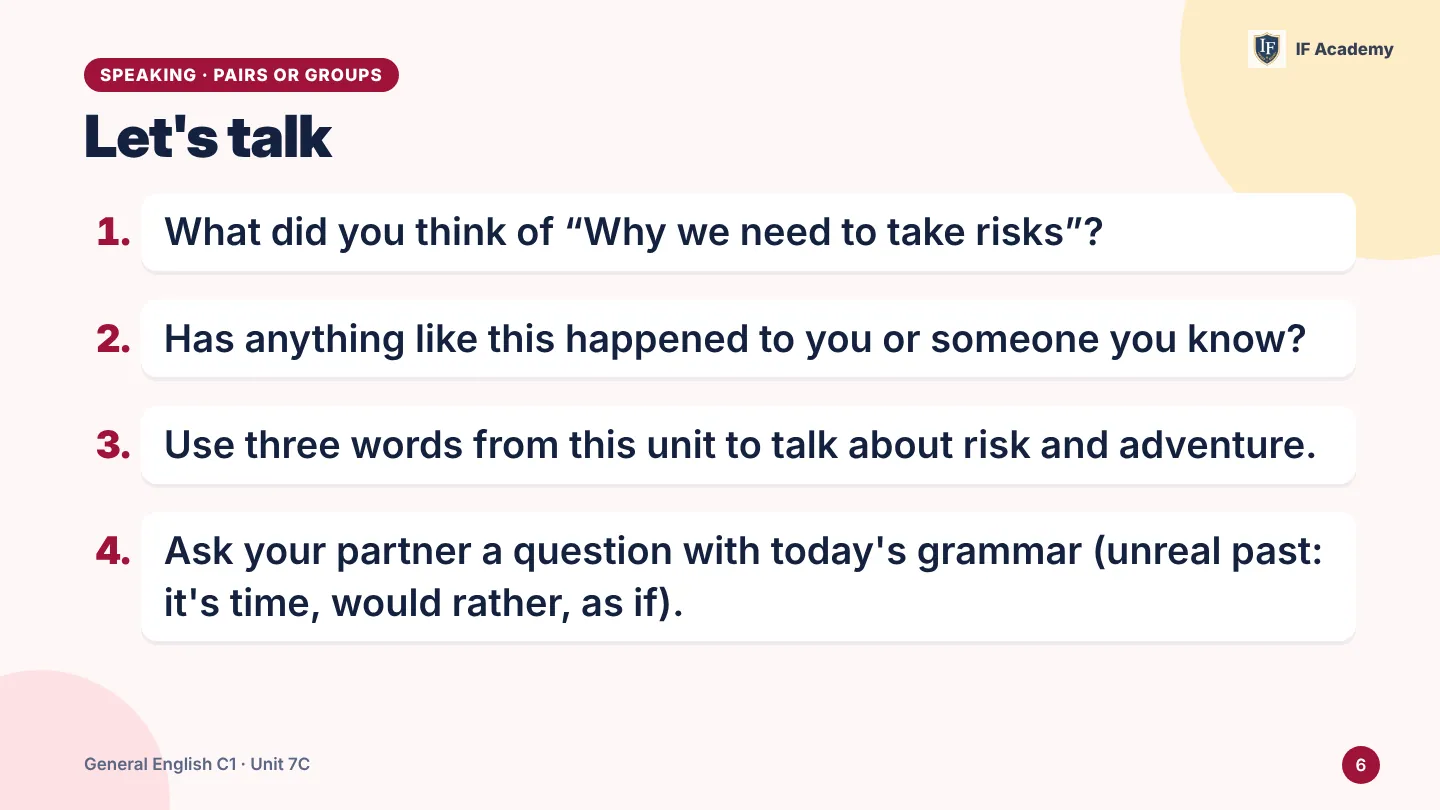 IF
IF Academy
SPEAKING · PAIRS OR GROUPS
Let's talk
1. What did you think of “Why we need to take risks”?
2. Has anything like this happened to you or someone you know?
3. Use three words from this unit to talk about risk and adventure.
4. Ask your partner a question with today's grammar (unreal past:
it's time, would rather, as if).
General English C1 · Unit 7C
6